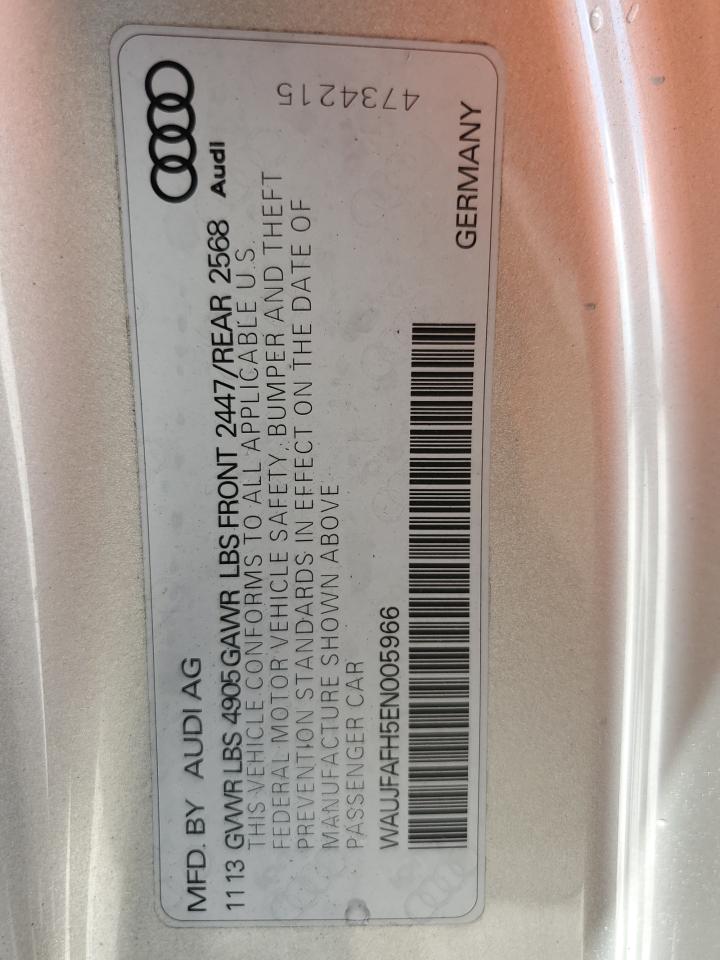 MFD. BY AUDI AG
11 13 GVWR LBS 4905 GAWR LBS FRONT 2447/REAR 2568
Audi
THIS VEHICLE CONFORMS TO ALL APPLICABLE U.S.
FEDERAL MOTOR VEHICLE SAFETY, BUMPER AND THEFT
PREVENTION STANDARDS IN EFFECT ON THE DATE OF
MANUFACTURE SHOWN ABOVE
PASSENGER CAR
4734215
WAUJFAFH5EN005966
GERMANY